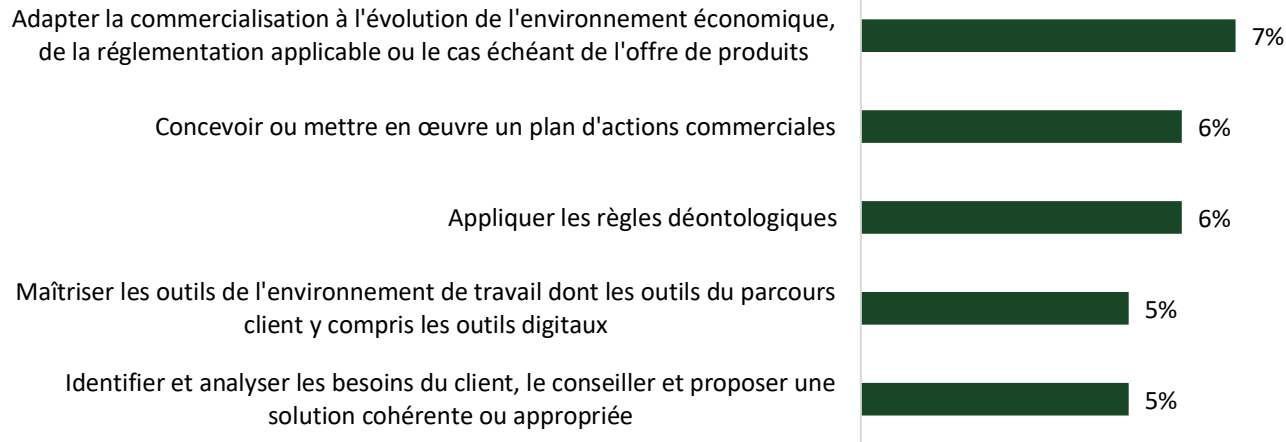 Adapter la commercialisation à l'évolution de l'environnement économique,
de la réglementation applicable ou le cas échéant de l'offre de produits
7%
Concevoir ou mettre en œuvre un plan d'actions commerciales
6%
Appliquer les règles déontologiques
6%
Maîtriser les outils de l'environnement de travail dont les outils du parcours
client y compris les outils digitaux
5%
Identifier et analyser les besoins du client, le conseiller et proposer une
solution cohérente ou appropriée
5%